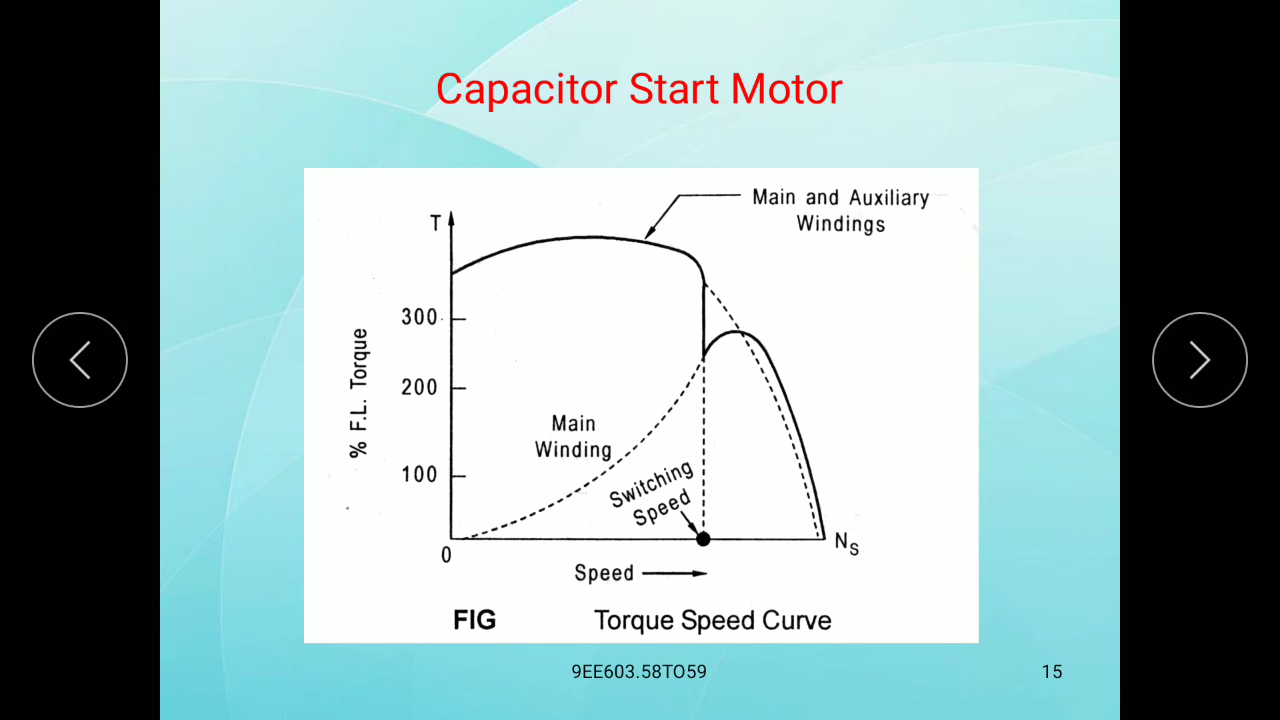 Capacitor Start Motor
Main and Auxiliary
Windings
T
300
200
100
% F.L. Torque
Main
Winding
Switching
Speed
0
NS
Speed
FIG Torque Speed Curve
9EE603.58TO59
15